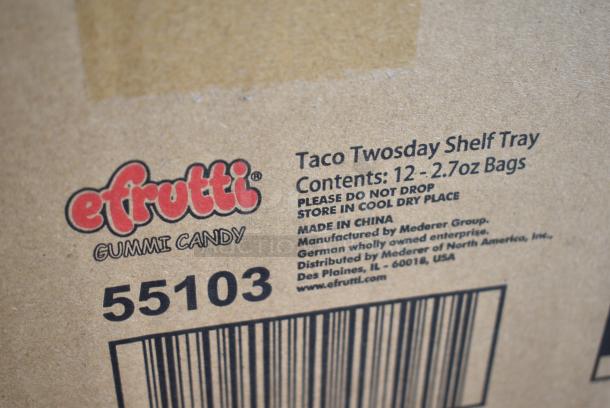 efrutti®
GUMMI CANDY
55103
Taco Twosday Shelf Tray
Contents: 12 - 2.7oz Bags
PLEASE DO NOT DROP
STORE IN COOL DRY PLACE
MADE IN CHINA
Manufactured by Mederer Group.
German wholly owned enterprise.
Distributed by Mederer of North America, Inc.,
Des Plaines, IL - 60018, USA
www.efrutti.com